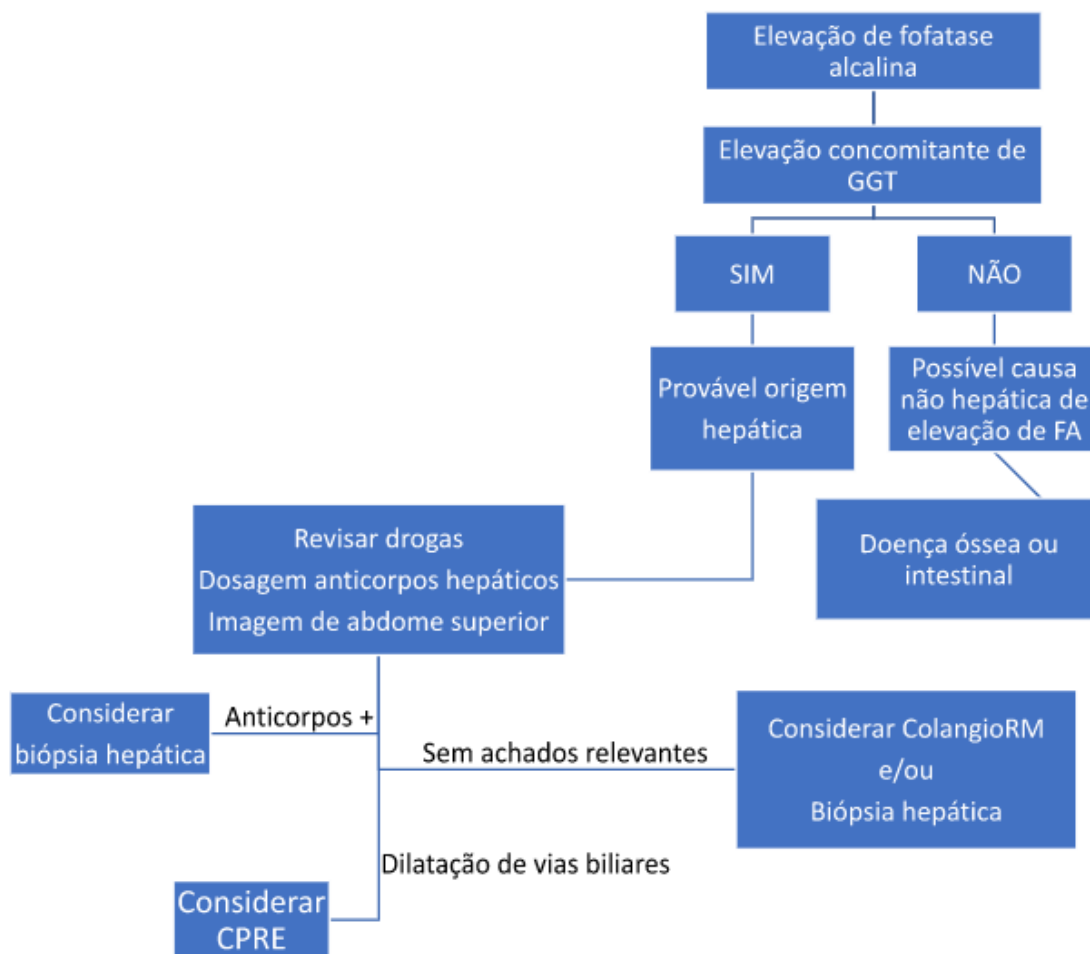 Elevação de fofatase
alcalina
Elevação concomitante de
GGT
SIM
NÃO
Provável origem
hepática
Possível causa
não hepática de
elevação de FA
Doença óssea ou
intestinal
Revisar drogas
Dosagem anticorpos hepáticos
Imagem de abdome superior
Considerar
biópsia hepática
Anticorpos +
Sem achados relevantes
Considerar ColangioRM
e/ou
Biópsia hepática
Dilatação de vias biliares
Considerar
CPRE